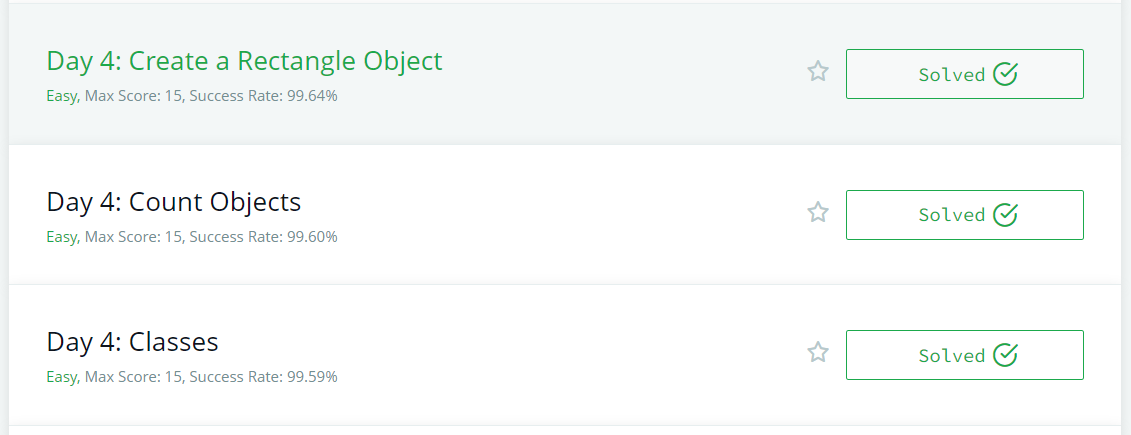 Day 4: Create a Rectangle Object
Easy, Max Score: 15, Success Rate: 99.64%
Solved
Day 4: Count Objects
Easy, Max Score: 15, Success Rate: 99.60%
Solved
Day 4: Classes
Easy, Max Score: 15, Success Rate: 99.59%
Solved